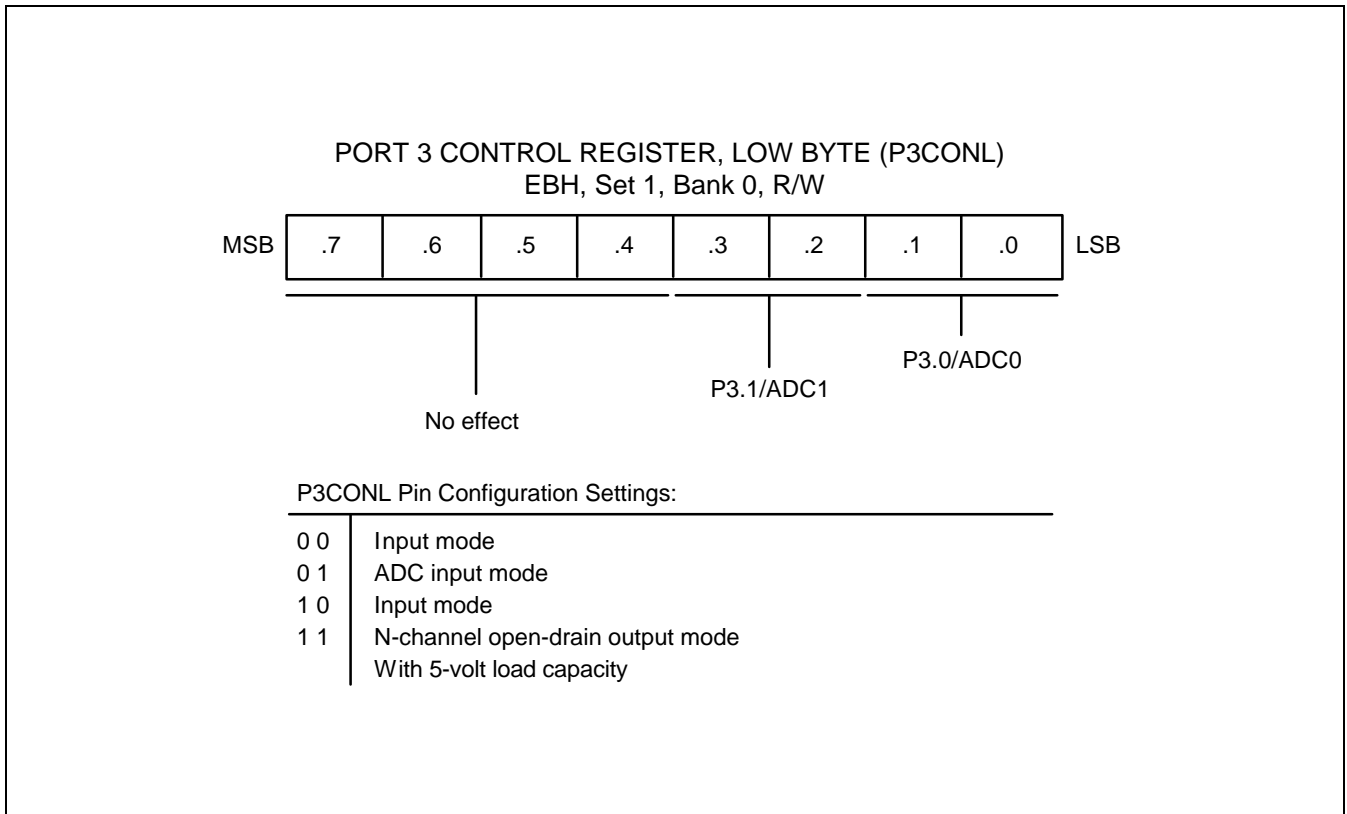 PORT 3 CONTROL REGISTER, LOW BYTE (P3CONL)
EBH, Set 1, Bank 0, R/W
MSB .7 .6 .5 .4 .3 .2 .1 .0 LSB
P3.0/ADC0
P3.1/ADC1
No effect
P3CONL Pin Configuration Settings:
0 0 Input mode
0 1 ADC input mode
1 0 Input mode
1 1 N-channel open-drain output mode
With 5-volt load capacity